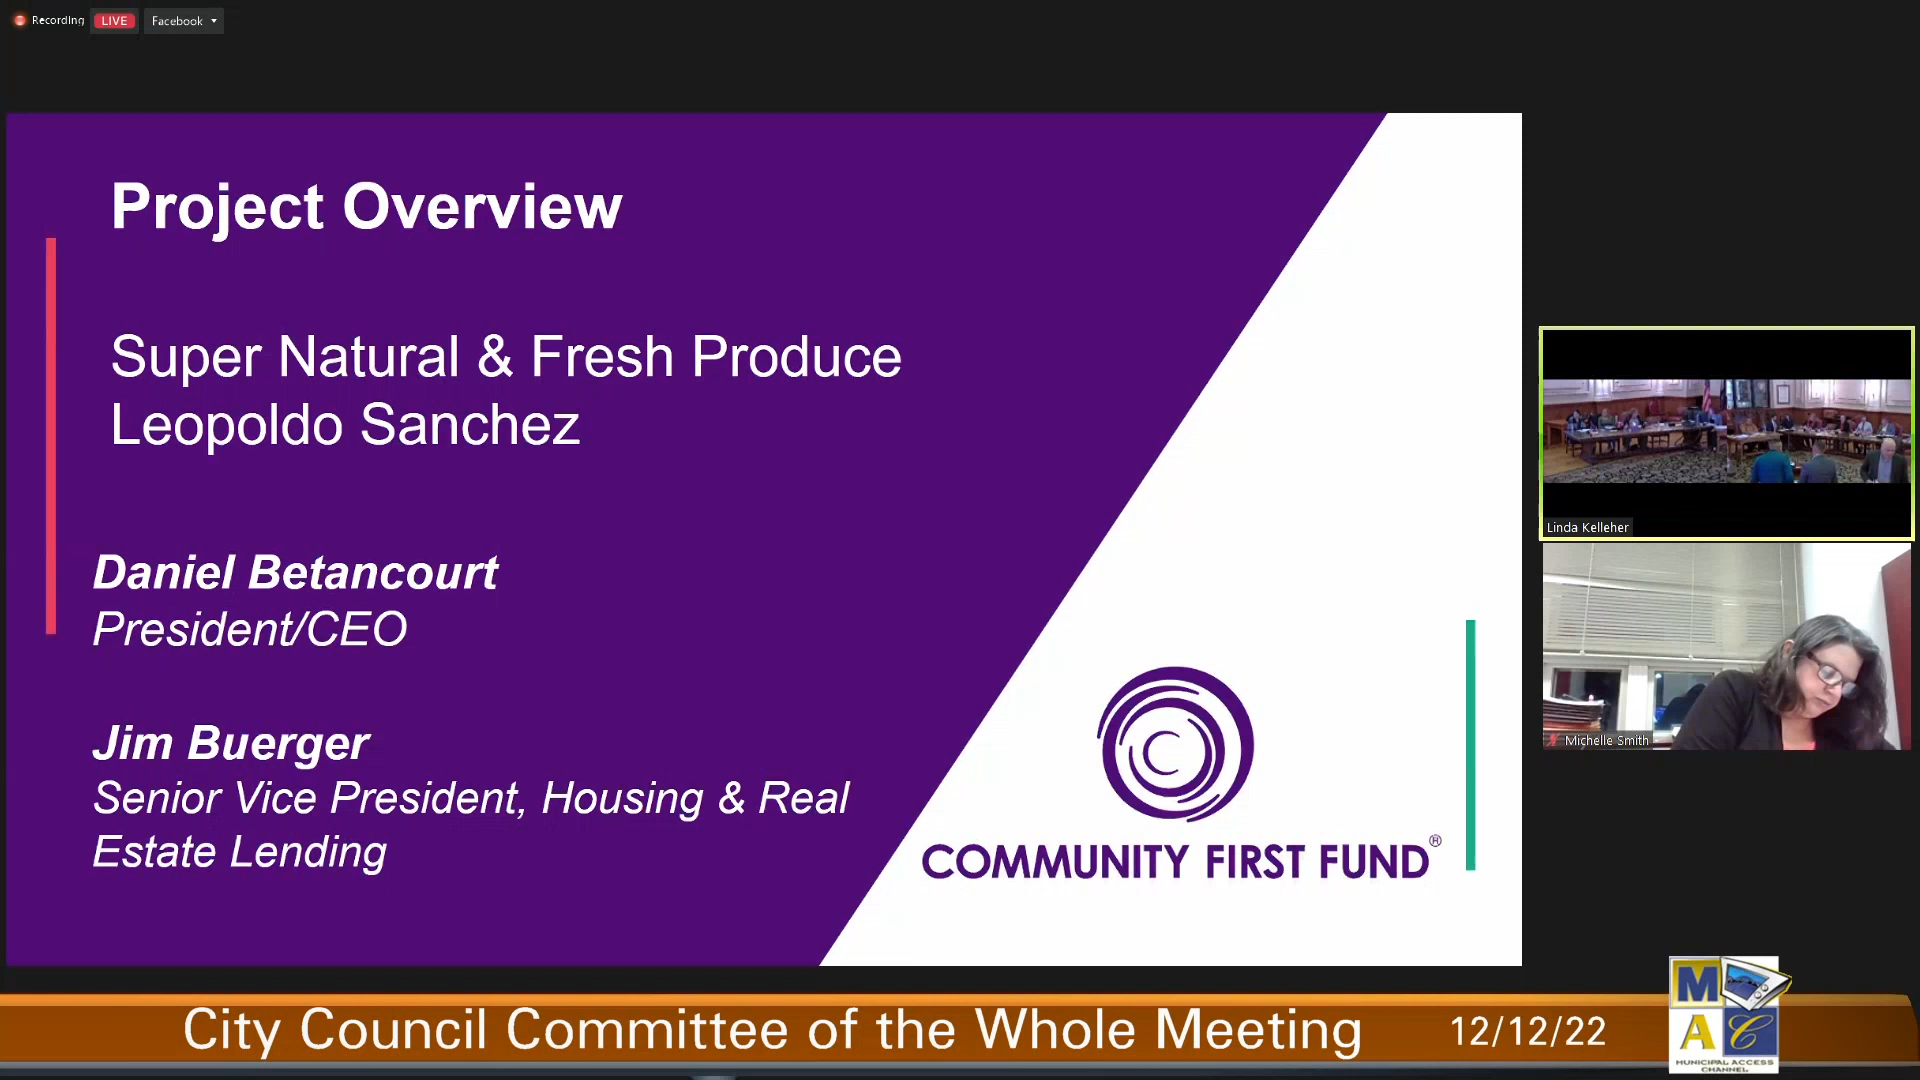 Recording
LIVE
Facebook
Project Overview
Super Natural & Fresh Produce
Leopoldo Sanchez
Daniel Betancourt
President/CEO
Jim Buerger
Senior Vice President, Housing & Real
Estate Lending
COMMUNITY FIRST FUND®
Linda Kelleher
Michelle Smith
City Council Committee of the Whole Meeting
12/12/22
M
A C
MUNICIPAL ACCESS
CHANNEL